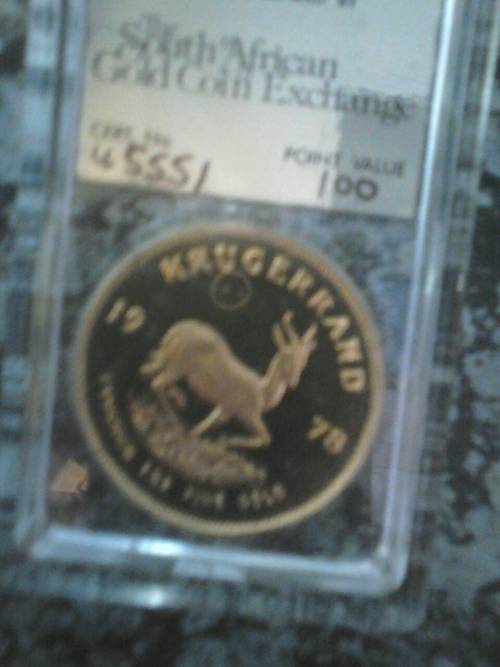 The
South African
Gold Coin Exchange
CERT. No.
POINT VALUE
45551
100
KRUGERRAND
19
78
FYNGOUD 1 OZ FINE GOLD